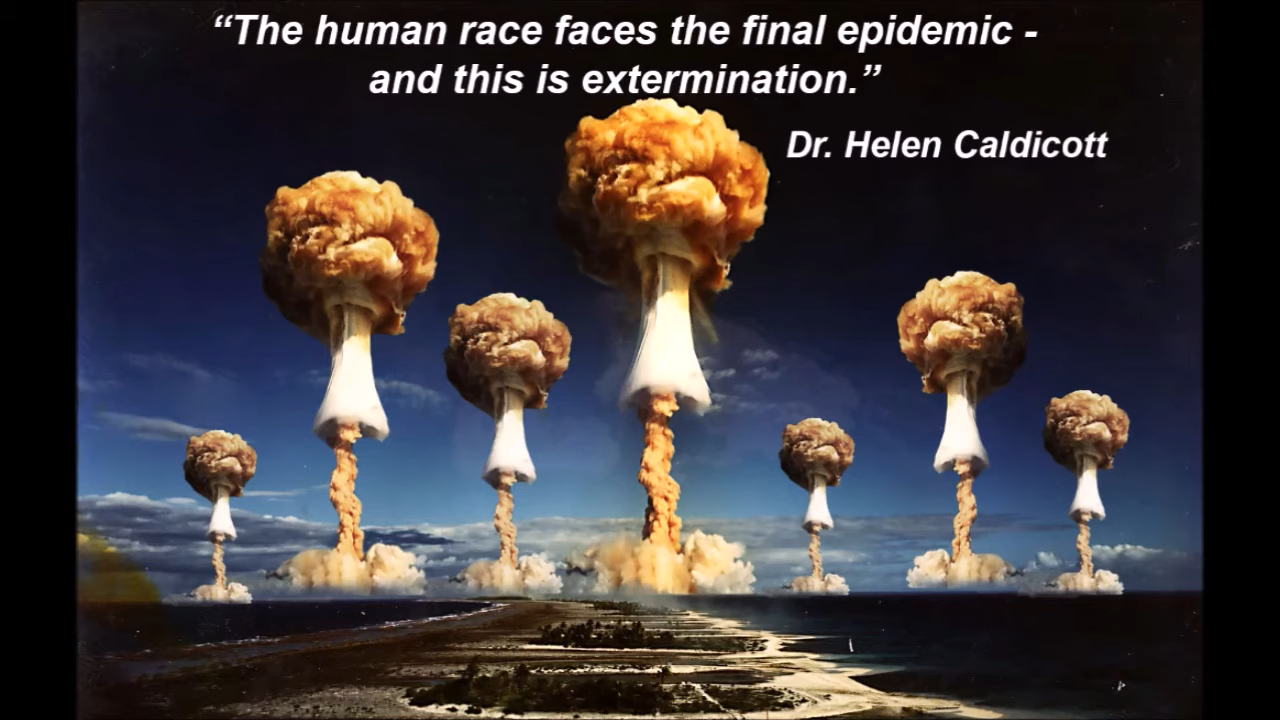 “The human race faces the final epidemic -
and this is extermination.”
Dr. Helen Caldicott